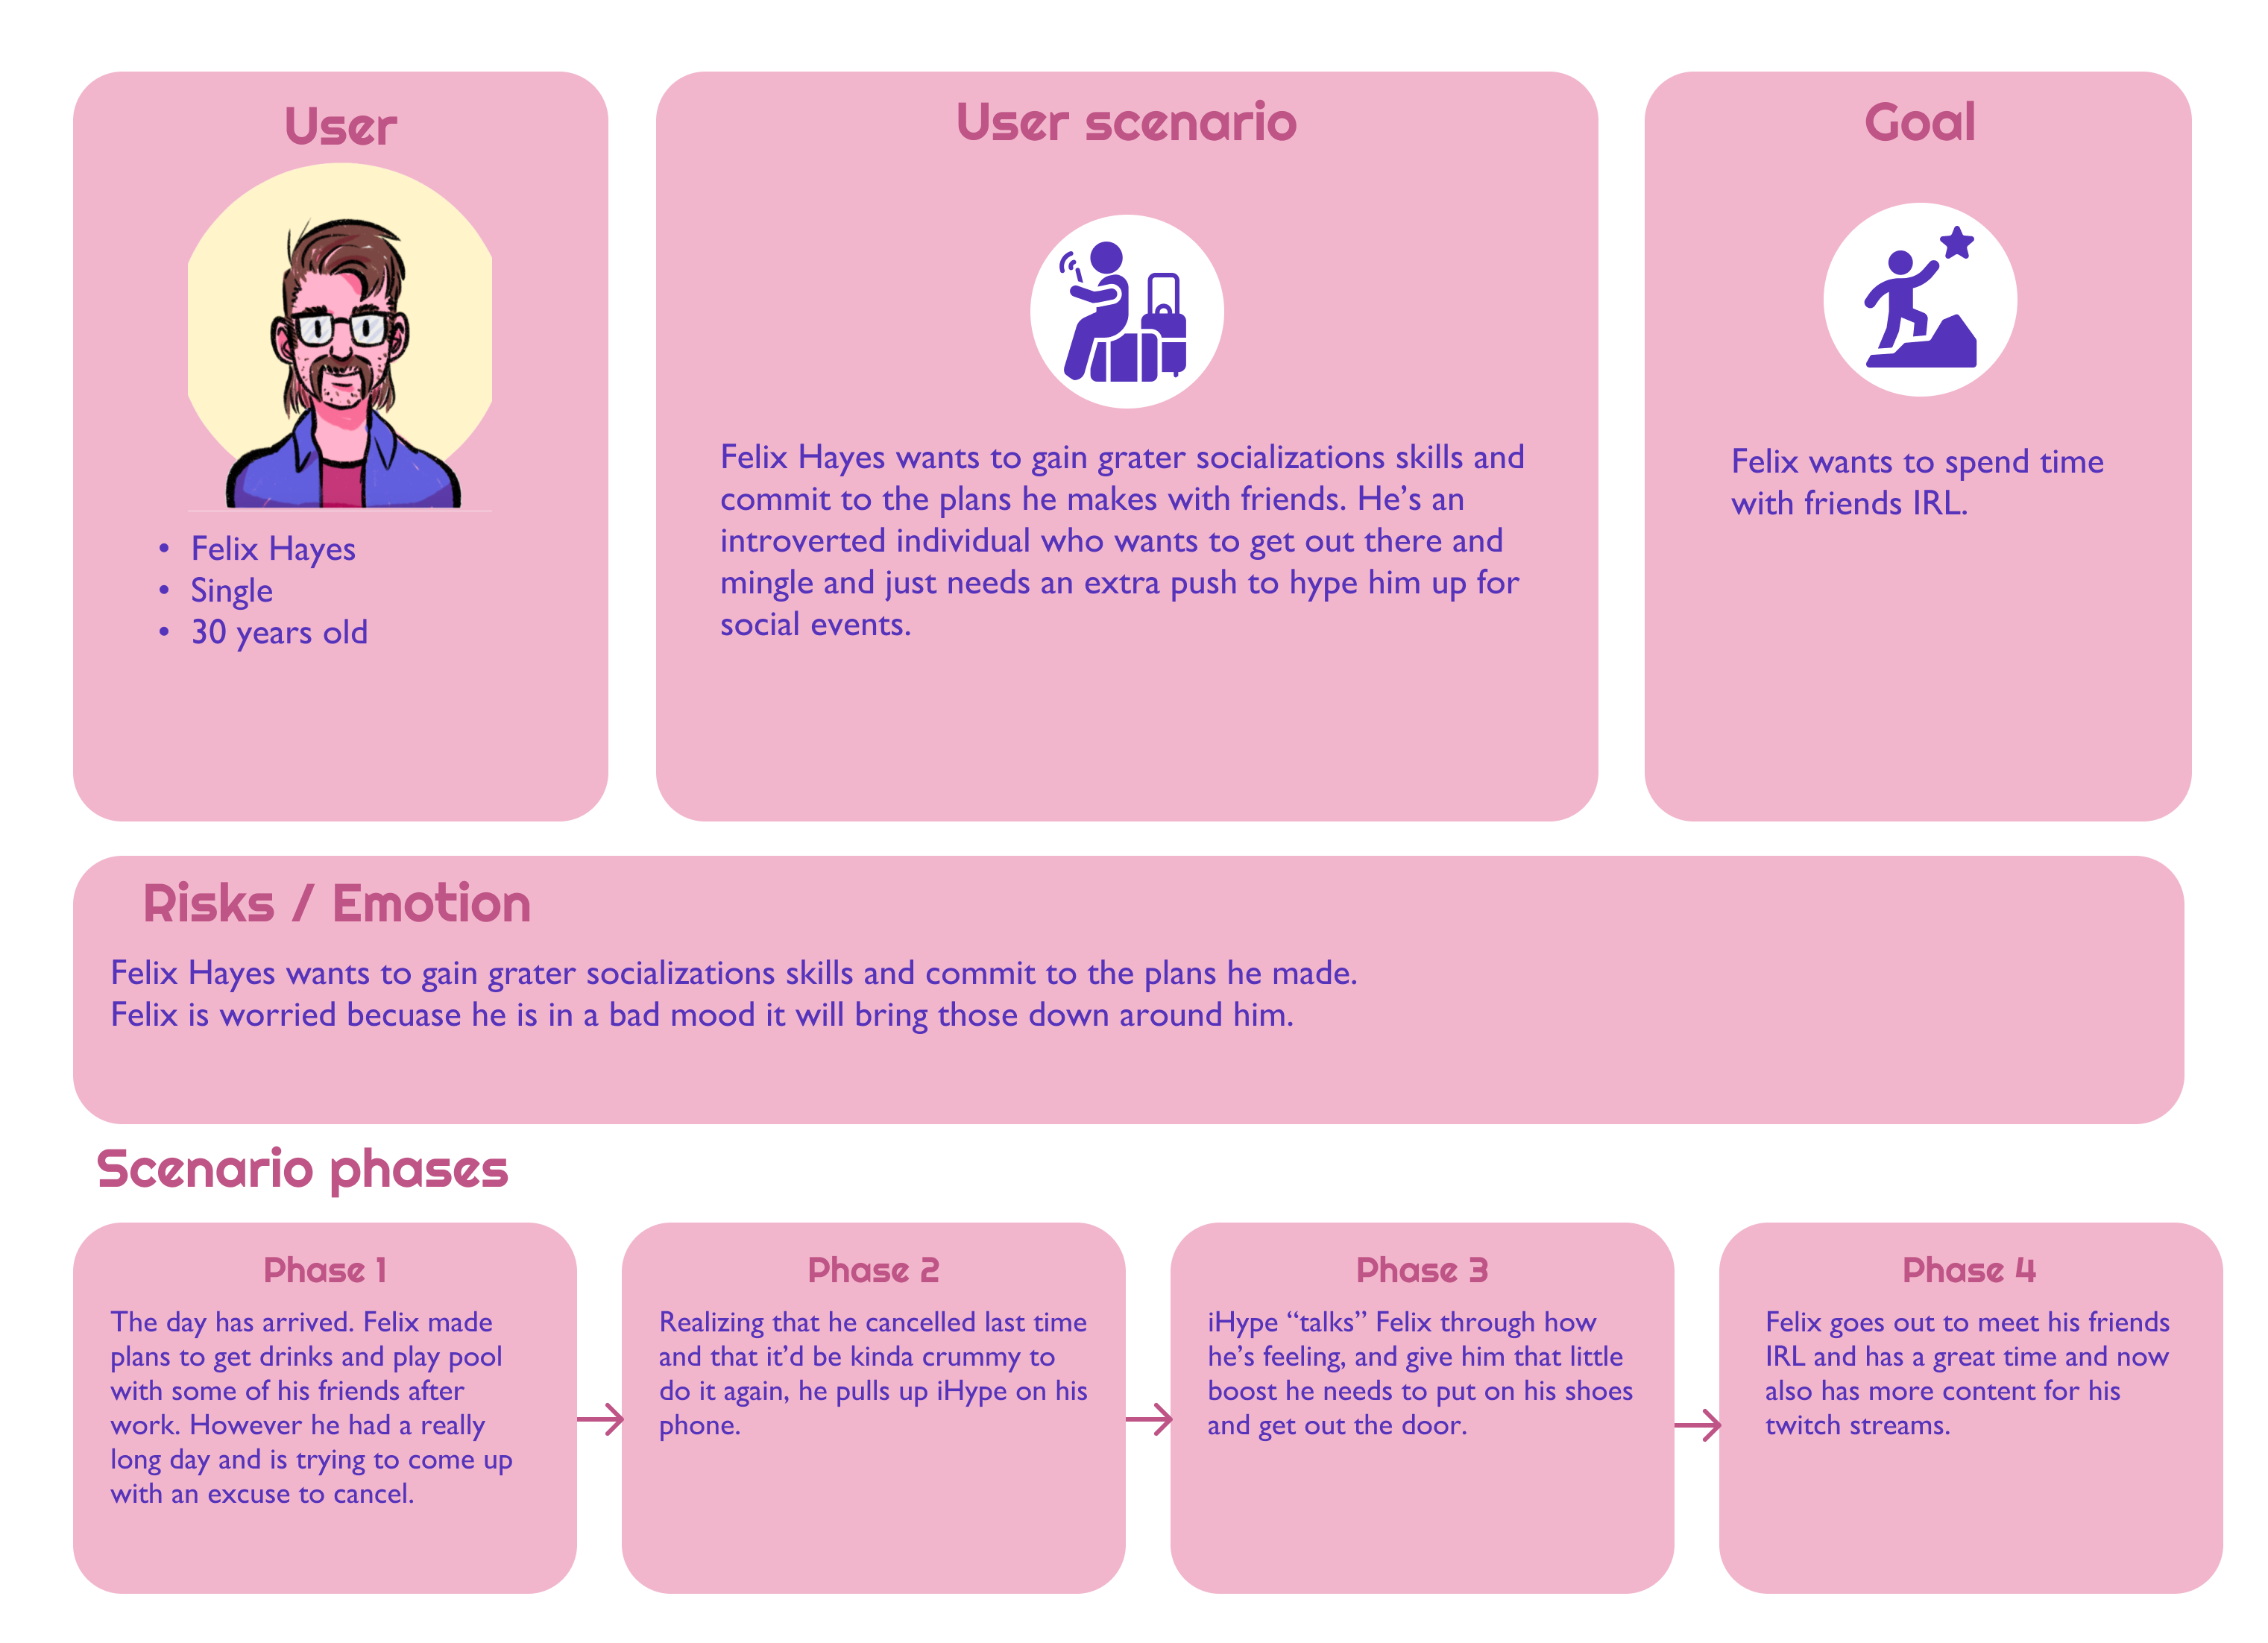 User
• Felix Hayes
• Single
• 30 years old
User scenario
Felix Hayes wants to gain grater socializations skills and
commit to the plans he makes with friends. He’s an
introverted individual who wants to get out there and
mingle and just needs an extra push to hype him up for
social events.
Goal
Felix wants to spend time
with friends IRL.
Risks / Emotion
Felix Hayes wants to gain grater socializations skills and commit to the plans he made.
Felix is worried becuase he is in a bad mood it will bring those down around him.
Scenario phases
Phase 1
The day has arrived. Felix made
plans to get drinks and play pool
with some of his friends after
work. However he had a really
long day and is trying to come up
with an excuse to cancel.
Phase 2
Realizing that he cancelled last time
and that it’d be kinda crummy to
do it again, he pulls up iHype on his
phone.
Phase 3
iHype “talks” Felix through how
he’s feeling, and give him that little
boost he needs to put on his shoes
and get out the door.
Phase 4
Felix goes out to meet his friends
IRL and has a great time and now
also has more content for his
twitch streams.